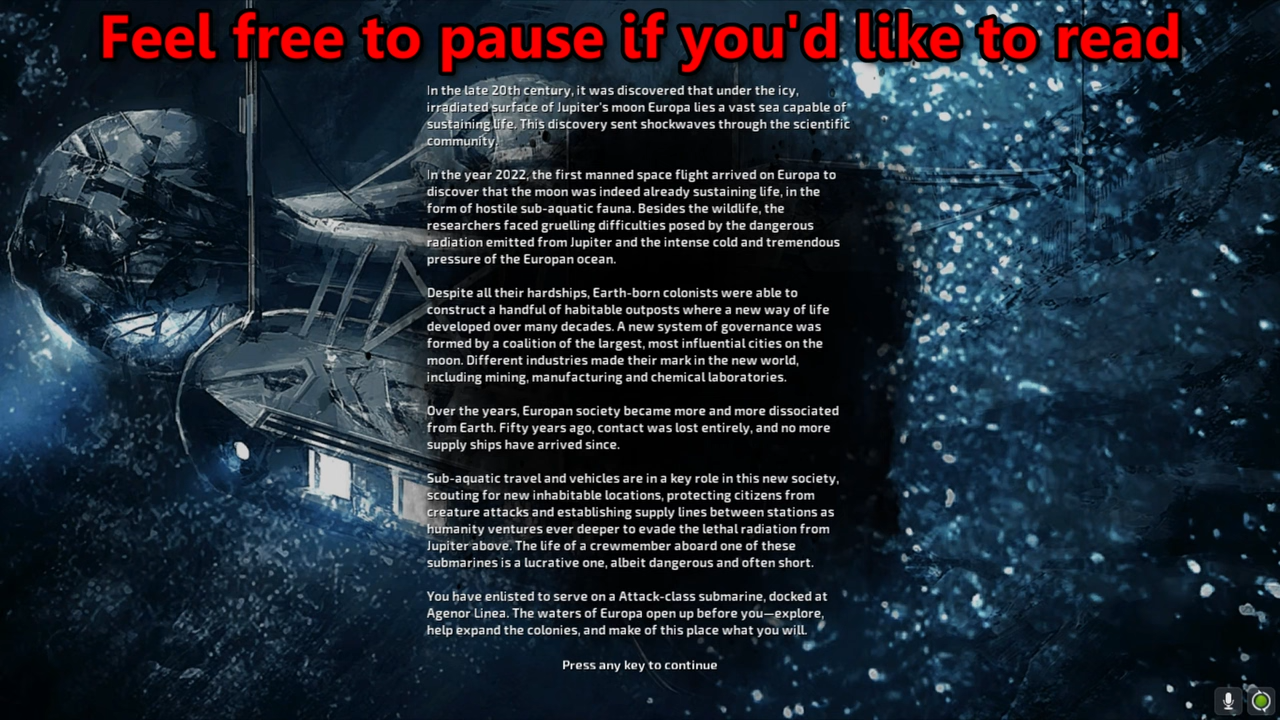 Feel free to pause if you'd like to read
In the late 20th century, it was discovered that under the icy,
irradiated surface of Jupiter's moon Europa lies a vast sea capable of
sustaining life. This discovery sent shockwaves through the scientific
community.
In the year 2022, the first manned space flight arrived on Europa to
discover that the moon was indeed already sustaining life, in the
form of hostile sub-aquatic fauna. Besides the wildlife, the
researchers faced gruelling difficulties posed by the dangerous
radiation emitted from Jupiter and the intense cold and tremendous
pressure of the Europan ocean.
Despite all their hardships, Earth-born colonists were able to
construct a handful of habitable outposts where a new way of life
developed over many decades. A new system of governance was
formed by a coalition of the largest, most influential cities on the
moon. Different industries made their mark in the new world,
including mining, manufacturing and chemical laboratories.
Over the years, Europan society became more and more dissociated
from Earth. Fifty years ago, contact was lost entirely, and no more
supply ships have arrived since.
Sub-aquatic travel and vehicles are in a key role in this new society,
scouting for new inhabitable locations, protecting citizens from
creature attacks and establishing supply lines between stations as
humanity ventures ever deeper to evade the lethal radiation from
Jupiter above. The life of a crewmember aboard one of these
submarines is a lucrative one, albeit dangerous and often short.
You have enlisted to serve on a Attack-class submarine, docked at
Agenor Linea. The waters of Europa open up before you—explore,
help expand the colonies, and make of this place what you will.
Press any key to continue